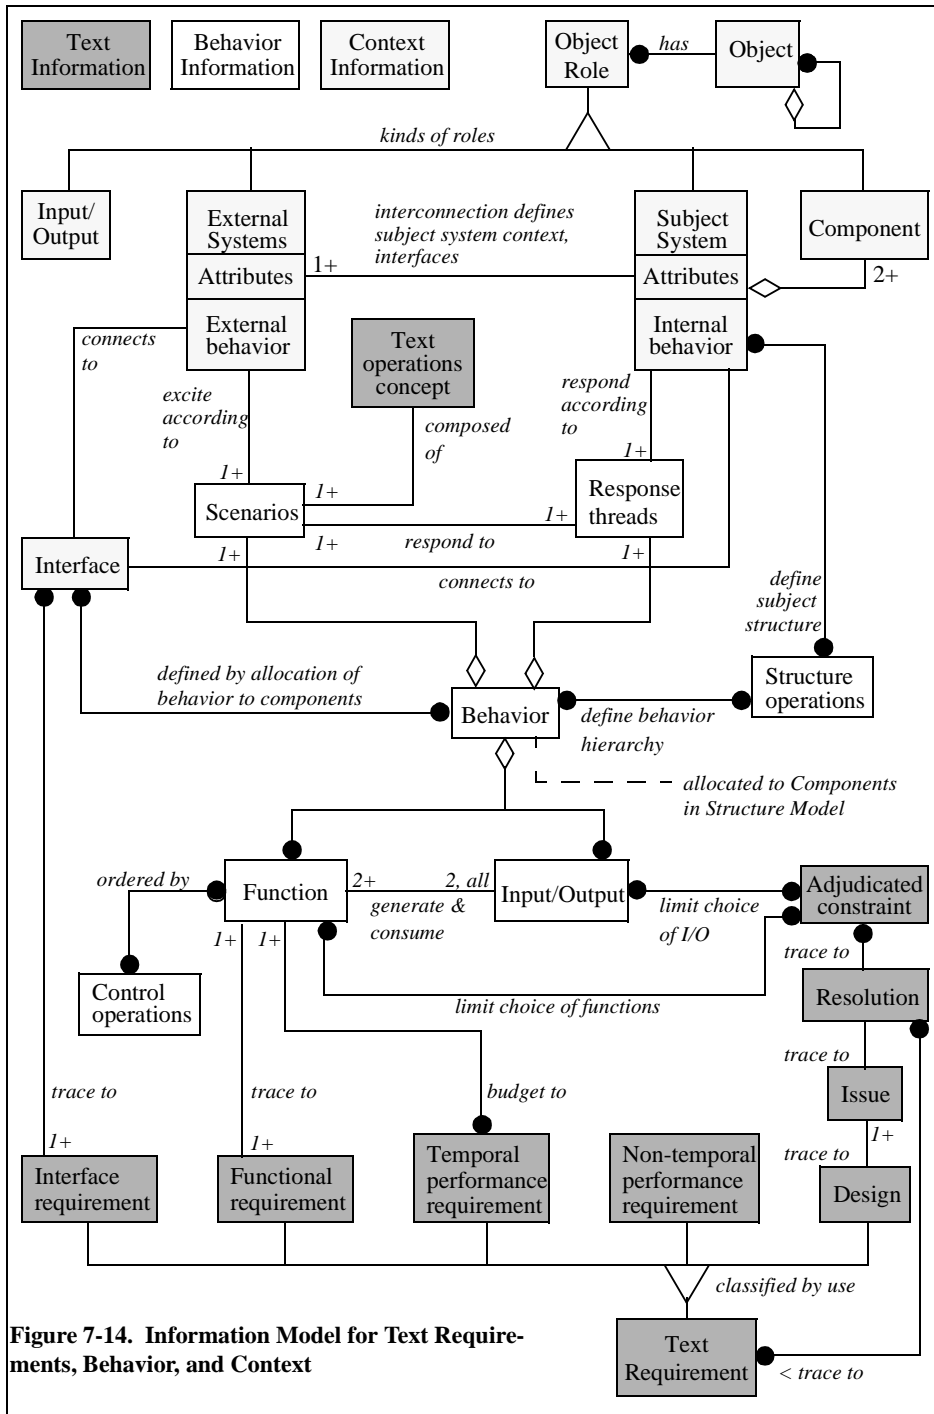 Text
Information
Behavior
Information
Context
Information
Object
Role
has
Object
kinds of roles
Input/
Output
External
Systems
Attributes
External
behavior
interconnection defines
subject system context,
interfaces
1+
Subject
System
Attributes
Internal
behavior
Component
2+
connects
to
Text
operations
concept
excite
according
to
composed
of
respond
according
to
1+
1+
1+
Scenarios
1+
Response
threads
1+
1+
respond to
1+
Interface
connects to
define
subject
structure
defined by allocation of
behavior to components
Behavior
define behavior
hierarchy
Structure
operations
allocated to Components
in Structure Model
ordered by
Function
2+
2, all
generate &
consume
Input/Output
limit choice
of I/O
Adjudicated
constraint
1+
1+
trace to
Control
operations
limit choice of functions
Resolution
trace to
trace to
trace to
budget to
Issue
1+
1+
1+
trace to
Interface
requirement
Functional
requirement
Temporal
performance
requirement
Non-temporal
performance
requirement
Design
classified by use
Figure 7-14. Information Model for Text Require-
ments, Behavior, and Context
Text
Requirement
< trace to